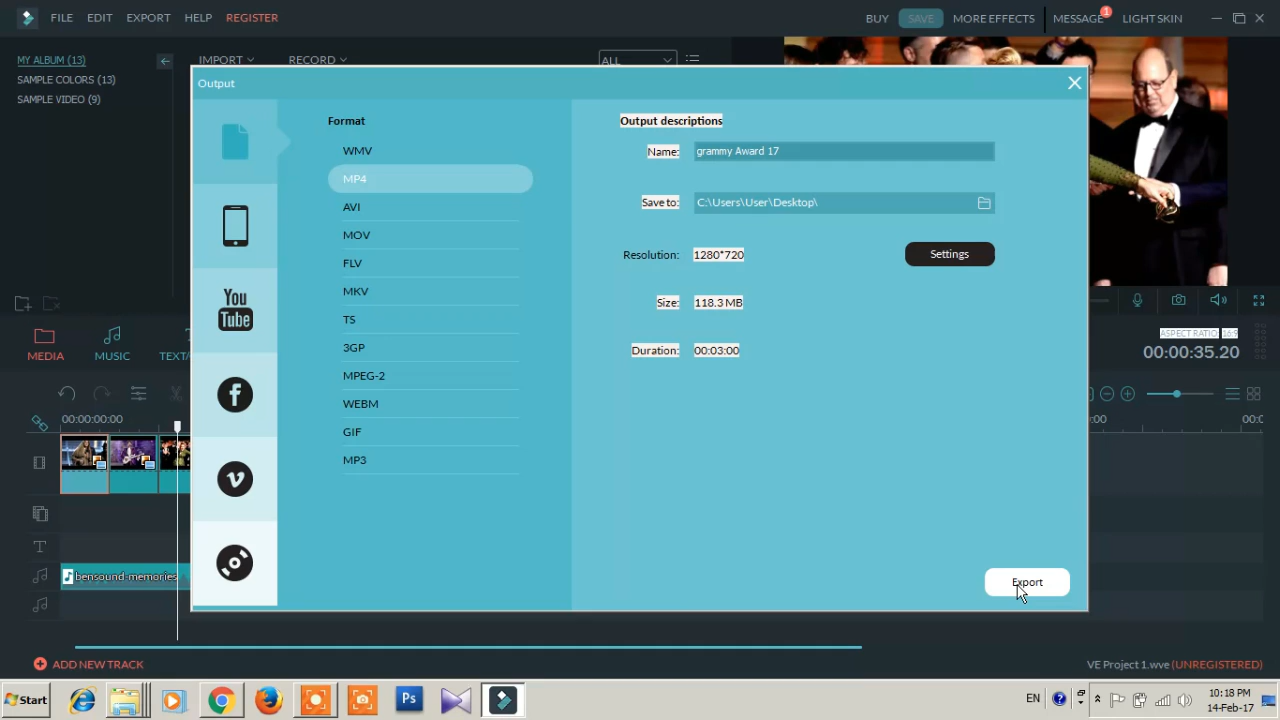 FILE EDIT EXPORT HELP REGISTER
BUY SAVE MORE EFFECTS MESSAGE 1 LIGHT SKIN
MY ALBUM (13)
SAMPLE COLORS (13)
SAMPLE VIDEO (9)
IMPORT RECORD ALL
Output
Format
WMV
MP4
AVI
MOV
FLV
MKV
TS
3GP
MPEG-2
WEBM
GIF
MP3
You
Tube
Output descriptions
Name: grammy Award 17
Save to: C:\Users\User\Desktop\
Resolution: 1280*720 Settings
Size: 118.3 MB
Duration: 00:03:00
Export
MEDIA MUSIC TEXT/
ASPECT RATIO 16:9
00:00:35.20
00:00:00:00
bensound-memories
ADD NEW TRACK
VE Project 1.wve (UNREGISTERED)
Start
Ps
EN
10:18 PM
14-Feb-17